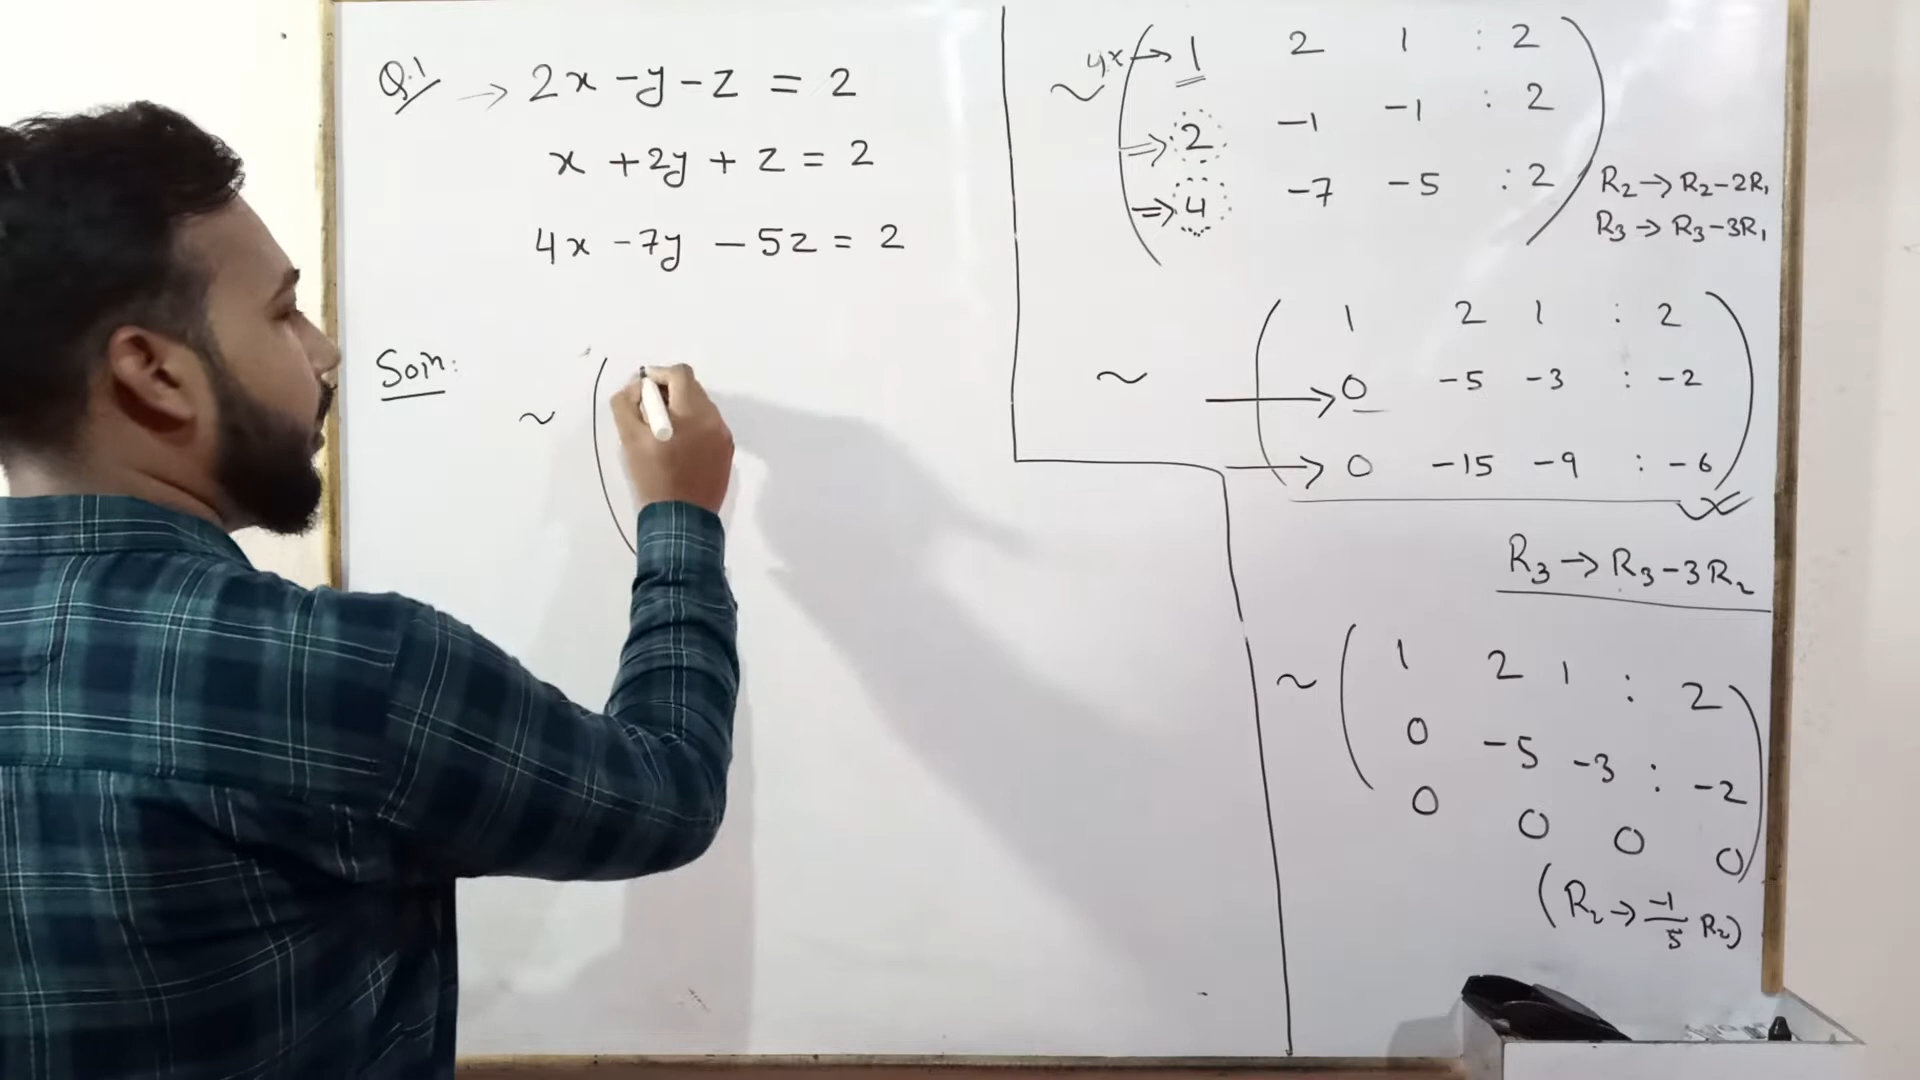 Q.1 → 2x - y - z = 2
x + 2y + z = 2
4x - 7y - 5z = 2
Soln:
~ (
4x → 1 2 1 : 2
~ ⇒ 2 -1 -1 : 2
⇒ 4 -7 -5 : 2
R2 → R2-2R1
R3 → R3-3R1
1 2 1 : 2
~ → 0 -5 -3 : -2
→ 0 -15 -9 : -6
R3 → R3-3R2
~ 1 2 1 : 2
0 -5 -3 : -2
0 0 0 0
(R2 → -1/5 R2)